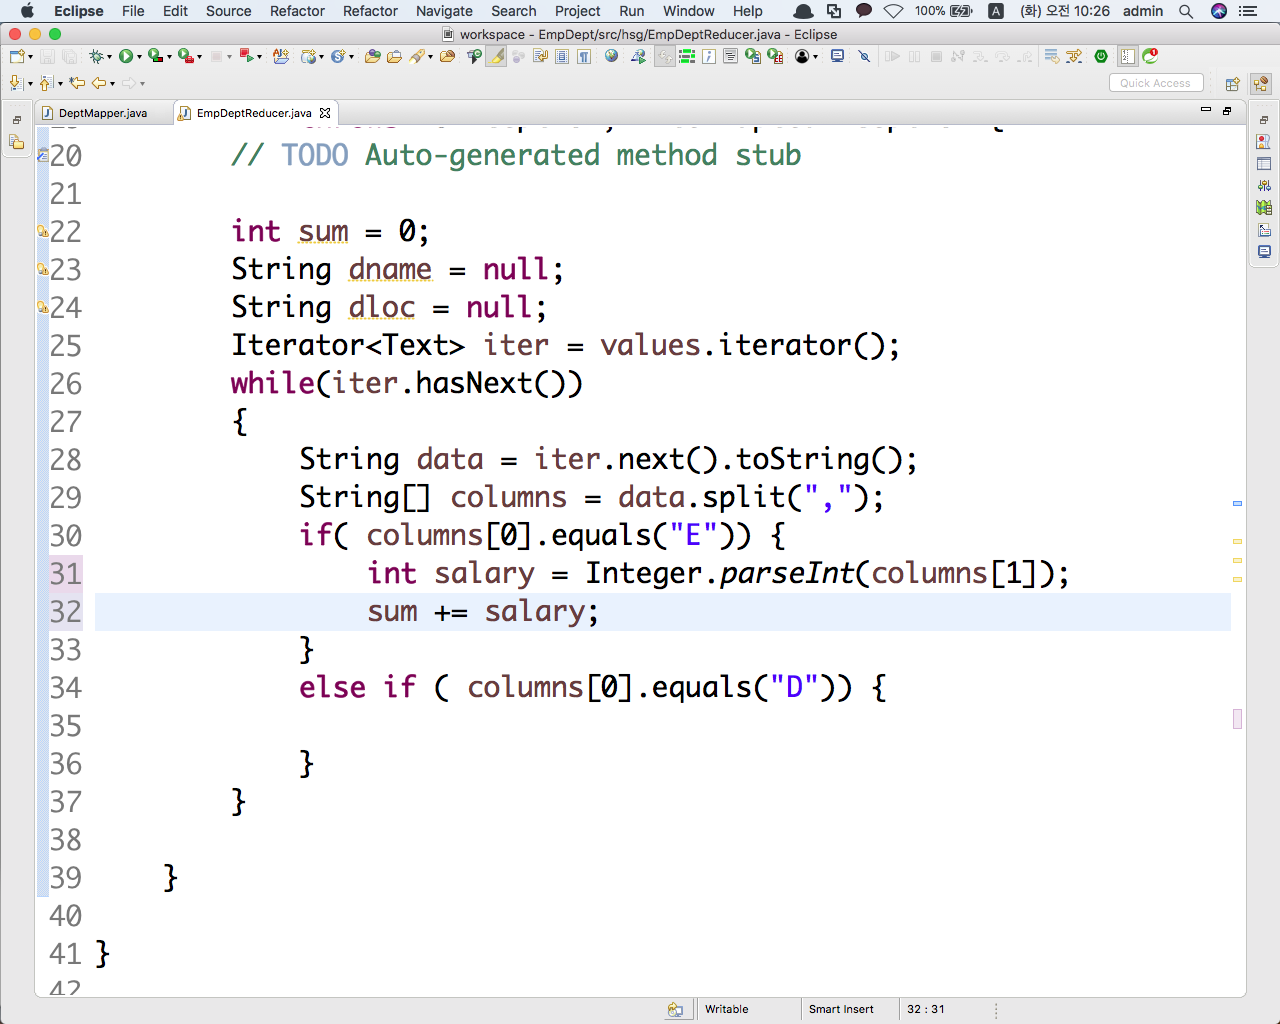 Eclipse File Edit Source Refactor Refactor Navigate Search Project Run Window Help 100% A (화) 오전 10:26 admin
workspace - EmpDept/src/hsg/EmpDeptReducer.java - Eclipse
Quick Access
DeptMapper.java EmpDeptReducer.java
20 // TODO Auto-generated method stub
21
22 int sum = 0;
23 String dname = null;
24 String dloc = null;
25 Iterator<Text> iter = values.iterator();
26 while(iter.hasNext())
27 {
28 String data = iter.next().toString();
29 String[] columns = data.split(",");
30 if( columns[0].equals("E")) {
31 int salary = Integer.parseInt(columns[1]);
32 sum += salary;
33 }
34 else if ( columns[0].equals("D")) {
35
36 }
37 }
38
39 }
40
41 }
42
Writable Smart Insert 32 : 31